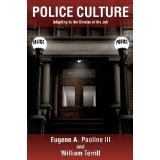 POLICE CULTURE
Adapting to the Strains of the Job
POLICE
POLICE
Eugene A. Paoline III
and
William Terrill